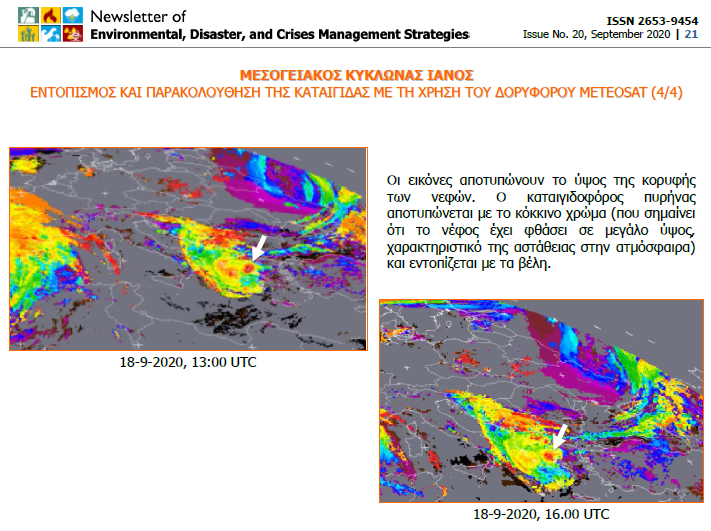 Newsletter of
Environmental, Disaster, and Crises Management Strategies
ISSN 2653-9454
Issue No. 20, September 2020 | 21
ΜΕΣΟΓΕΙΑΚΟΣ ΚΥΚΛΩΝΑΣ ΙΑΝΟΣ
ΕΝΤΟΠΙΣΜΟΣ ΚΑΙ ΠΑΡΑΚΟΛΟΥΘΗΣΗ ΤΗΣ ΚΑΤΑΙΓΙΔΑΣ ΜΕ ΤΗ ΧΡΗΣΗ ΤΟΥ ΔΟΡΥΦΟΡΟΥ METEOSAT (4/4)
Οι εικόνες αποτυπώνουν το ύψος της κορυφής
των νεφών. Ο καταιγιδοφόρος πυρήνας
αποτυπώνεται με το κόκκινο χρώμα (που σημαίνει
ότι το νέφος έχει φθάσει σε μεγάλο ύψος,
χαρακτηριστικό της αστάθειας στην ατμόσφαιρα)
και εντοπίζεται με τα βέλη.
18-9-2020, 13:00 UTC
18-9-2020, 16.00 UTC